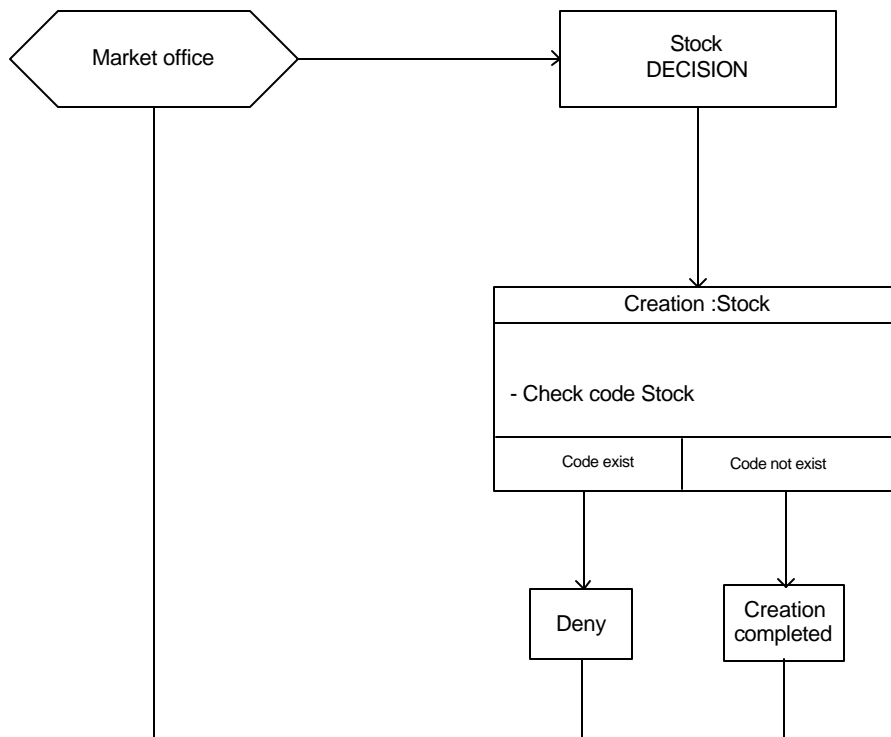 Market office
Stock
DECISION
Creation :Stock
- Check code Stock
Code exist
Code not exist
Deny
Creation
completed